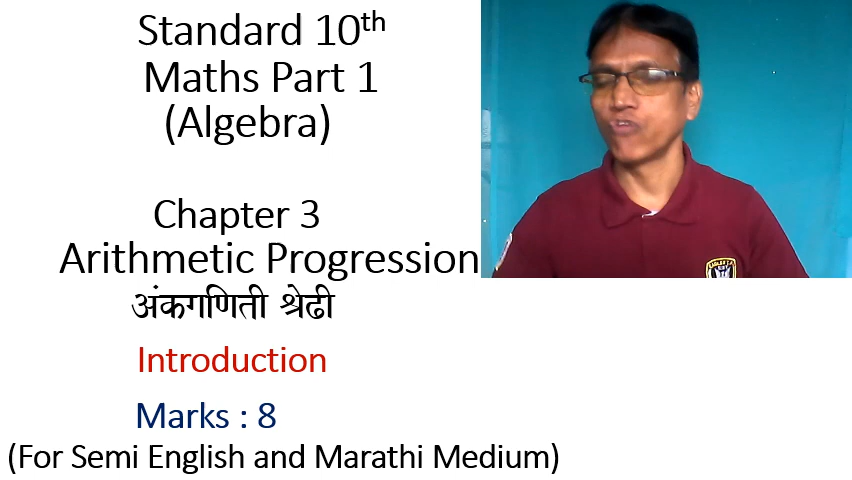 Standard 10th
Maths Part 1
(Algebra)
Chapter 3
Arithmetic Progression
अंकगणिती श्रेढी
Introduction
Marks : 8
(For Semi English and Marathi Medium)